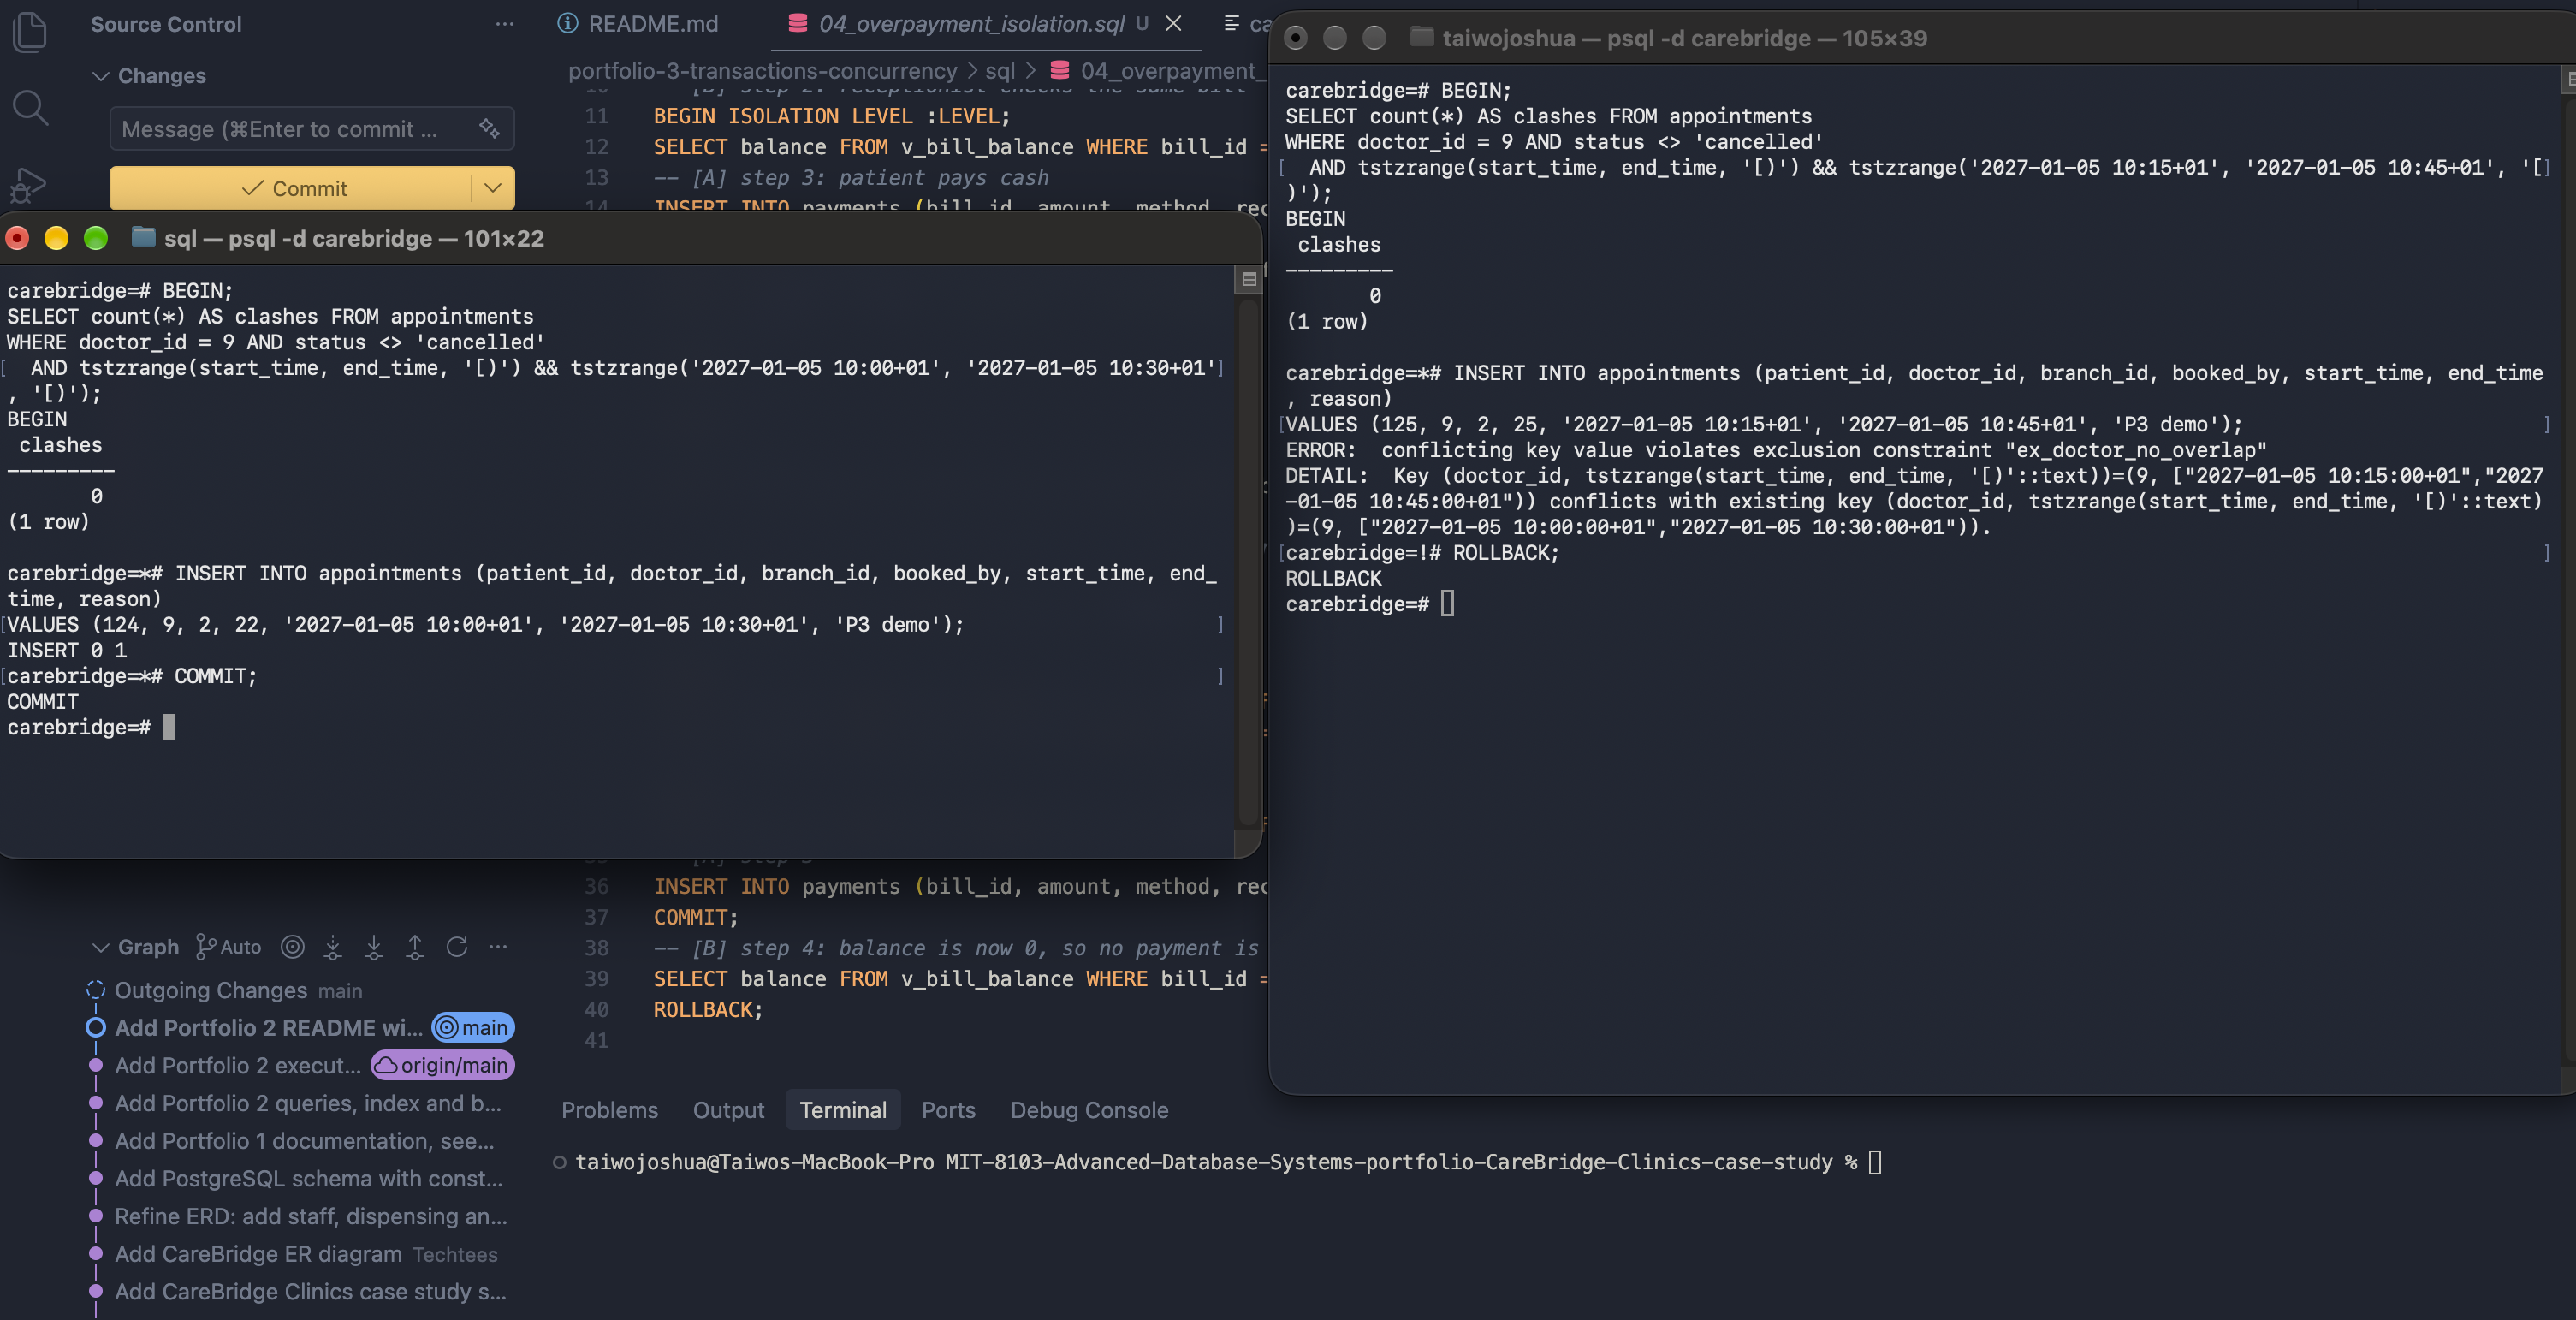 Source Control
Changes
Message (⌘Enter to commit ...
Commit
README.md
04_overpayment_isolation.sql U
ca
portfolio-3-transactions-concurrency > sql > 04_overpayment_
11 BEGIN ISOLATION LEVEL :LEVEL;
12 SELECT balance FROM v_bill_balance WHERE bill_id =
13 -- [A] step 3: patient pays cash
14 INSERT INTO payments (bill_id, amount, method, rec
sql — psql -d carebridge — 101×22
carebridge=# BEGIN;
SELECT count(*) AS clashes FROM appointments
WHERE doctor_id = 9 AND status <> 'cancelled'
[  AND tstzrange(start_time, end_time, '[)') && tstzrange('2027-01-05 10:00+01', '2027-01-05 10:30+01']
, '[)');
BEGIN
 clashes
---------
       0
(1 row)
carebridge=*# INSERT INTO appointments (patient_id, doctor_id, branch_id, booked_by, start_time, end_
time, reason)
[VALUES (124, 9, 2, 22, '2027-01-05 10:00+01', '2027-01-05 10:30+01', 'P3 demo'); ]
INSERT 0 1
[carebridge=*# COMMIT; ]
COMMIT
carebridge=#
taiwojoshua — psql -d carebridge — 105×39
carebridge=# BEGIN;
SELECT count(*) AS clashes FROM appointments
WHERE doctor_id = 9 AND status <> 'cancelled'
[  AND tstzrange(start_time, end_time, '[)') && tstzrange('2027-01-05 10:15+01', '2027-01-05 10:45+01', '[]
)');
BEGIN
 clashes
---------
       0
(1 row)
carebridge=*# INSERT INTO appointments (patient_id, doctor_id, branch_id, booked_by, start_time, end_time
, reason)
[VALUES (125, 9, 2, 25, '2027-01-05 10:15+01', '2027-01-05 10:45+01', 'P3 demo'); ]
ERROR:  conflicting key value violates exclusion constraint "ex_doctor_no_overlap"
DETAIL:  Key (doctor_id, tstzrange(start_time, end_time, '[)'::text))=(9, ["2027-01-05 10:15:00+01","2027
-01-05 10:45:00+01")) conflicts with existing key (doctor_id, tstzrange(start_time, end_time, '[)'::text)
)=(9, ["2027-01-05 10:00:00+01","2027-01-05 10:30:00+01")).
[carebridge=!# ROLLBACK; ]
ROLLBACK
carebridge=#
36 INSERT INTO payments (bill_id, amount, method, rec
37 COMMIT;
38 -- [B] step 4: balance is now 0, so no payment is
39 SELECT balance FROM v_bill_balance WHERE bill_id =
40 ROLLBACK;
41
Graph Auto
Outgoing Changes main
Add Portfolio 2 README wi... main
Add Portfolio 2 execut... origin/main
Add Portfolio 2 queries, index and b...
Add Portfolio 1 documentation, see...
Add PostgreSQL schema with const...
Refine ERD: add staff, dispensing an...
Add CareBridge ER diagram Techtees
Add CareBridge Clinics case study s...
Problems Output Terminal Ports Debug Console
taiwojoshua@Taiwos-MacBook-Pro MIT-8103-Advanced-Database-Systems-portfolio-CareBridge-Clinics-case-study %